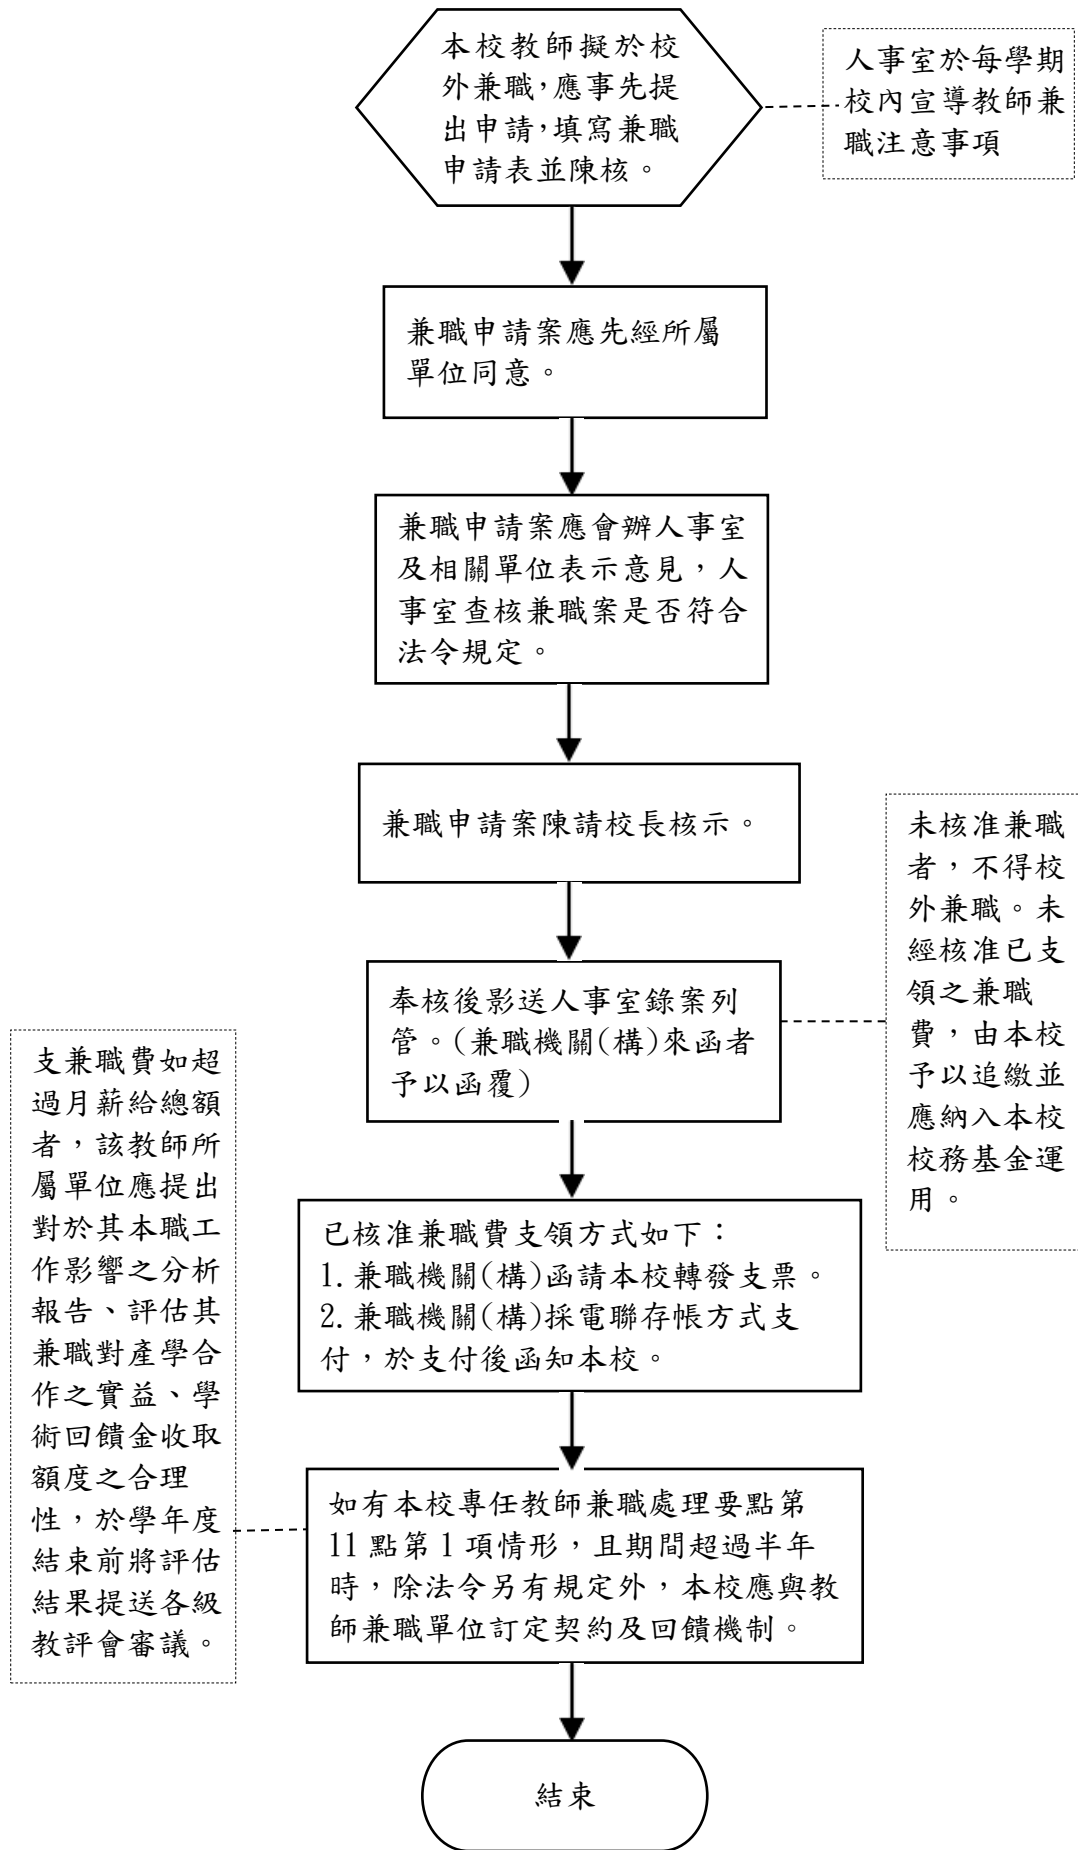 本校教師擬於校
外兼職，應事先提
出申請，填寫兼職
申請表並陳核。
人事室於每學期
校內宣導教師兼
職注意事項
兼職申請案應先經所屬
單位同意。
兼職申請案應會辦人事室
及相關單位表示意見，人
事室查核兼職案是否符合
法令規定。
兼職申請案陳請校長核示。
未核准兼職
者，不得校
外兼職。未
經核准已支
領之兼職
費，由本校
予以追繳並
應納入本校
校務基金運
用。
奉核後影送人事室錄案列
管。(兼職機關(構)來函者
予以函覆)
支兼職費如超
過月薪給總額
者，該教師所
屬單位應提出
對於其本職工
作影響之分析
報告、評估其
兼職對產學合
作之實益、學
術回饋金收取
額度之合理
性，於學年度
結束前將評估
結果提送各級
教評會審議。
已核准兼職費支領方式如下：
1.兼職機關(構)函請本校轉發支票。
2.兼職機關(構)採電聯存帳方式支
付，於支付後函知本校。
如有本校專任教師兼職處理要點第
11 點第 1 項情形，且期間超過半年
時，除法令另有規定外，本校應與教
師兼職單位訂定契約及回饋機制。
結束